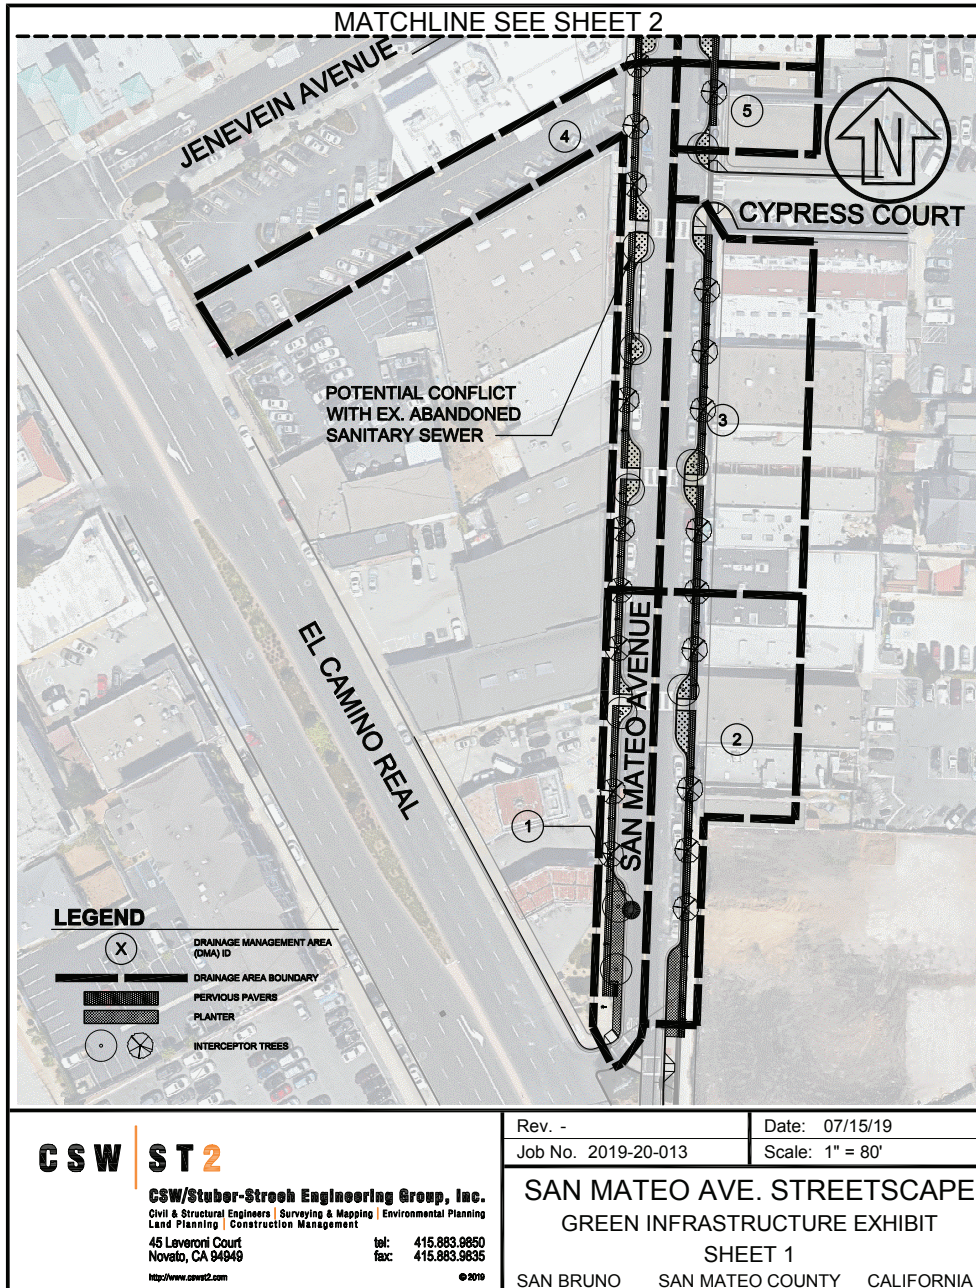 MATCHLINE SEE SHEET 2
JENEVEIN AVENUE
4
5
N
CYPRESS COURT
POTENTIAL CONFLICT
WITH EX. ABANDONED
SANITARY SEWER
3
EL CAMINO REAL
SAN MATEO AVENUE
2
1
LEGEND
X
DRAINAGE MANAGEMENT AREA
(DMA) ID
DRAINAGE AREA BOUNDARY
PERVIOUS PAVERS
PLANTER
INTERCEPTOR TREES
CSW ST2
CSW/Stuber-Stroeh Engineering Group, Inc.
Civil & Structural Engineers | Surveying & Mapping | Environmental Planning
Land Planning | Construction Management
45 Leveroni Court tel: 415.883.9850
Novato, CA 94949 fax: 415.883.9835
http://www.cswst2.com © 2019
Rev. - Date: 07/15/19
Job No. 2019-20-013 Scale: 1" = 80'
SAN MATEO AVE. STREETSCAPE
GREEN INFRASTRUCTURE EXHIBIT
SHEET 1
SAN BRUNO SAN MATEO COUNTY CALIFORNIA